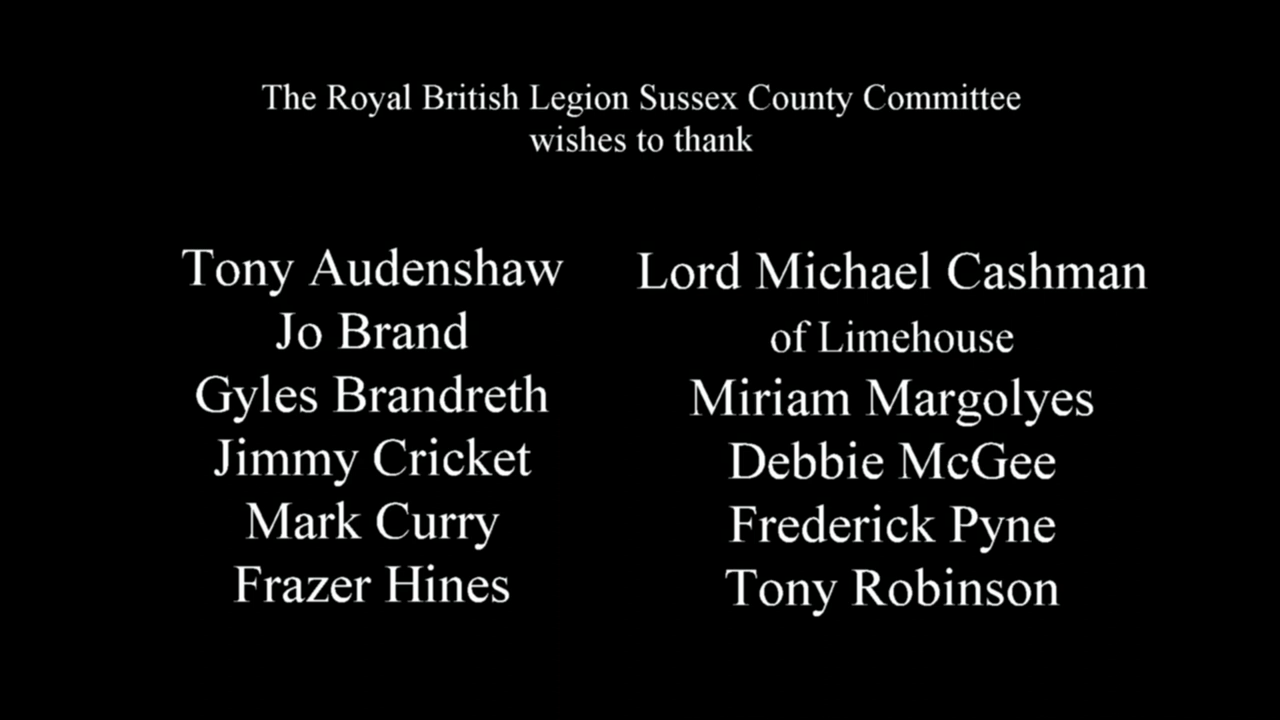 The Royal British Legion Sussex County Committee
wishes to thank
Tony Audenshaw
Jo Brand
Gyles Brandreth
Jimmy Cricket
Mark Curry
Frazer Hines
Lord Michael Cashman
of Limehouse
Miriam Margolyes
Debbie McGee
Frederick Pyne
Tony Robinson